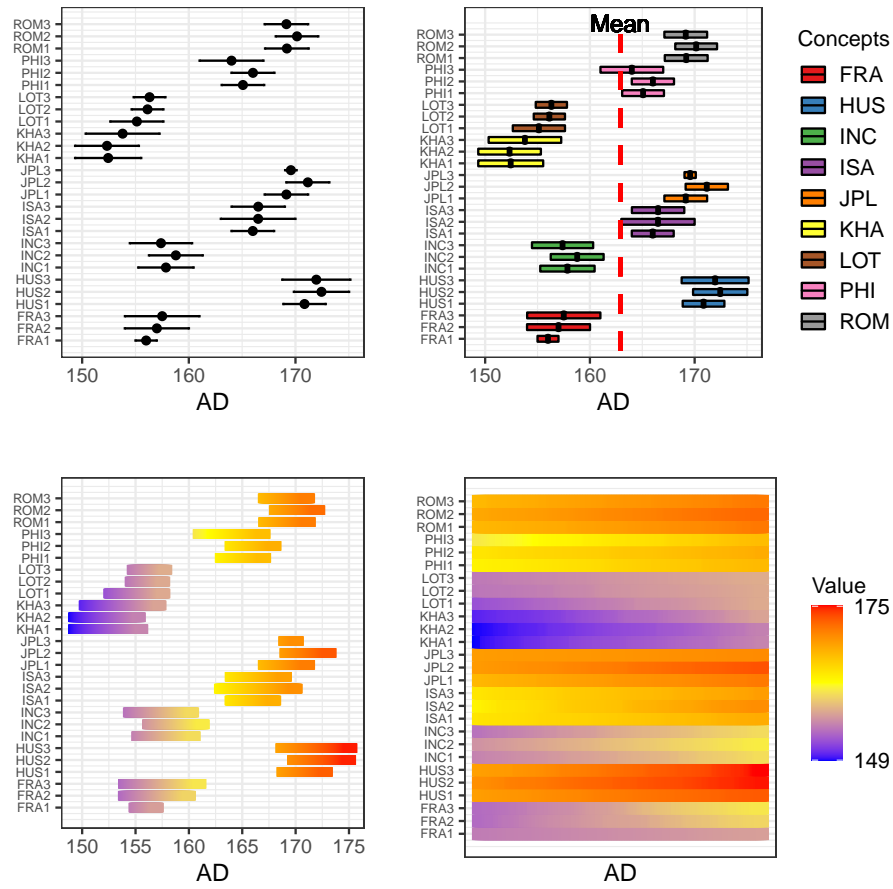 ROM3
ROM2
ROM1
PHI3
PHI2
PHI1
LOT3
LOT2
LOT1
KHA3
KHA2
KHA1
JPL3
JPL2
JPL1
ISA3
ISA2
ISA1
INC3
INC2
INC1
HUS3
HUS2
HUS1
FRA3
FRA2
FRA1
150 160 170
AD
Mean
ROM3
ROM2
ROM1
PHI3
PHI2
PHI1
LOT3
LOT2
LOT1
KHA3
KHA2
KHA1
JPL3
JPL2
JPL1
ISA3
ISA2
ISA1
INC3
INC2
INC1
HUS3
HUS2
HUS1
FRA3
FRA2
FRA1
150 160 170
AD
Concepts
FRA
HUS
INC
ISA
JPL
KHA
LOT
PHI
ROM
ROM3
ROM2
ROM1
PHI3
PHI2
PHI1
LOT3
LOT2
LOT1
KHA3
KHA2
KHA1
JPL3
JPL2
JPL1
ISA3
ISA2
ISA1
INC3
INC2
INC1
HUS3
HUS2
HUS1
FRA3
FRA2
FRA1
150 155 160 165 170 175
AD
ROM3
ROM2
ROM1
PHI3
PHI2
PHI1
LOT3
LOT2
LOT1
KHA3
KHA2
KHA1
JPL3
JPL2
JPL1
ISA3
ISA2
ISA1
INC3
INC2
INC1
HUS3
HUS2
HUS1
FRA3
FRA2
FRA1
AD
Value
175
149